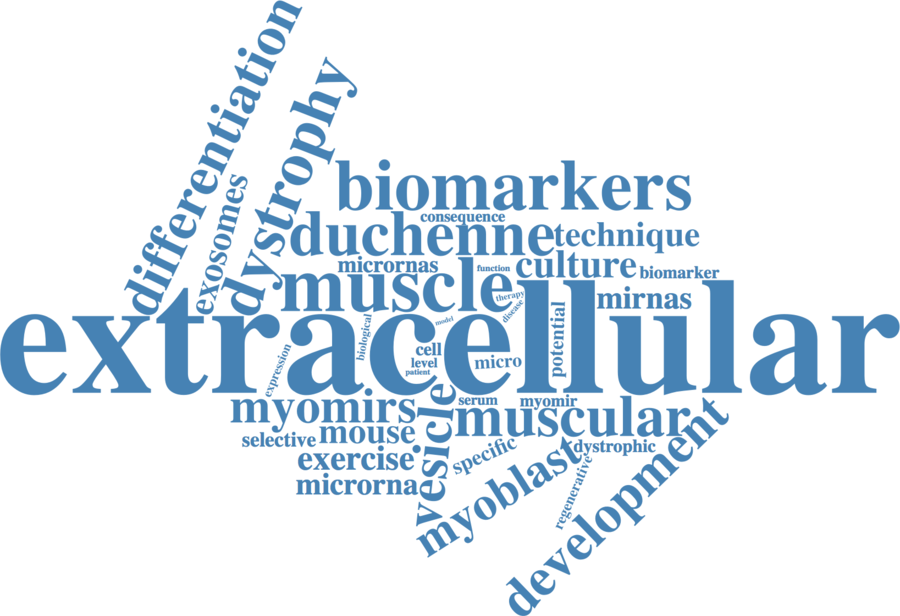 differentiation
dystrophy
exosomes
biomarkers
consequence
duchenne
technique
micrornas
function
culture
biomarker
muscle
therapy
mirnas
disease
extracellular
biological
model
potential
cell
expression
level
micro
patient
myomirs
vesicle
serum
myomir
muscular
selective
mouse
specific
dystrophic
exercise
myoblast
regenerative
development
microrna